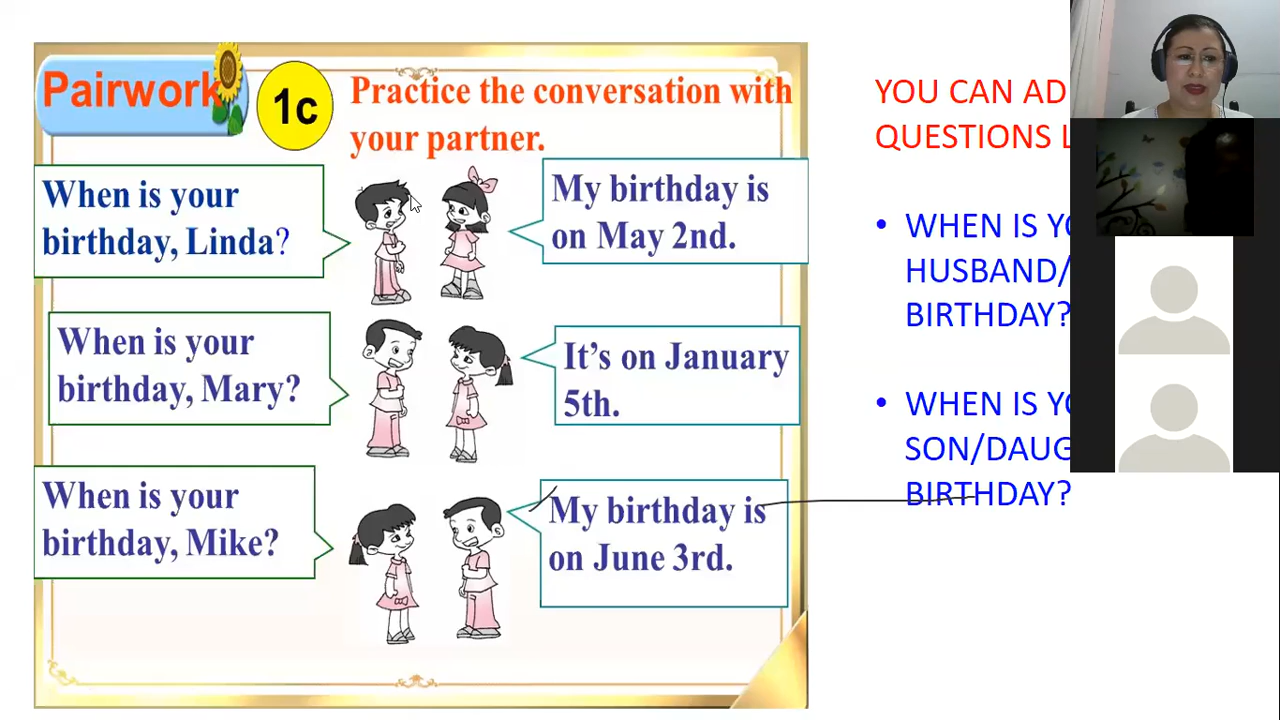 Pairwork
1c
Practice the conversation with
your partner.
When is your
birthday, Linda?
My birthday is
on May 2nd.
When is your
birthday, Mary?
It's on January
5th.
When is your
birthday, Mike?
My birthday is
on June 3rd.
YOU CAN AD
QUESTIONS
• WHEN IS
HUSBAND/
BIRTHDAY?
• WHEN IS
SON/DAUG
BIRTHDAY?